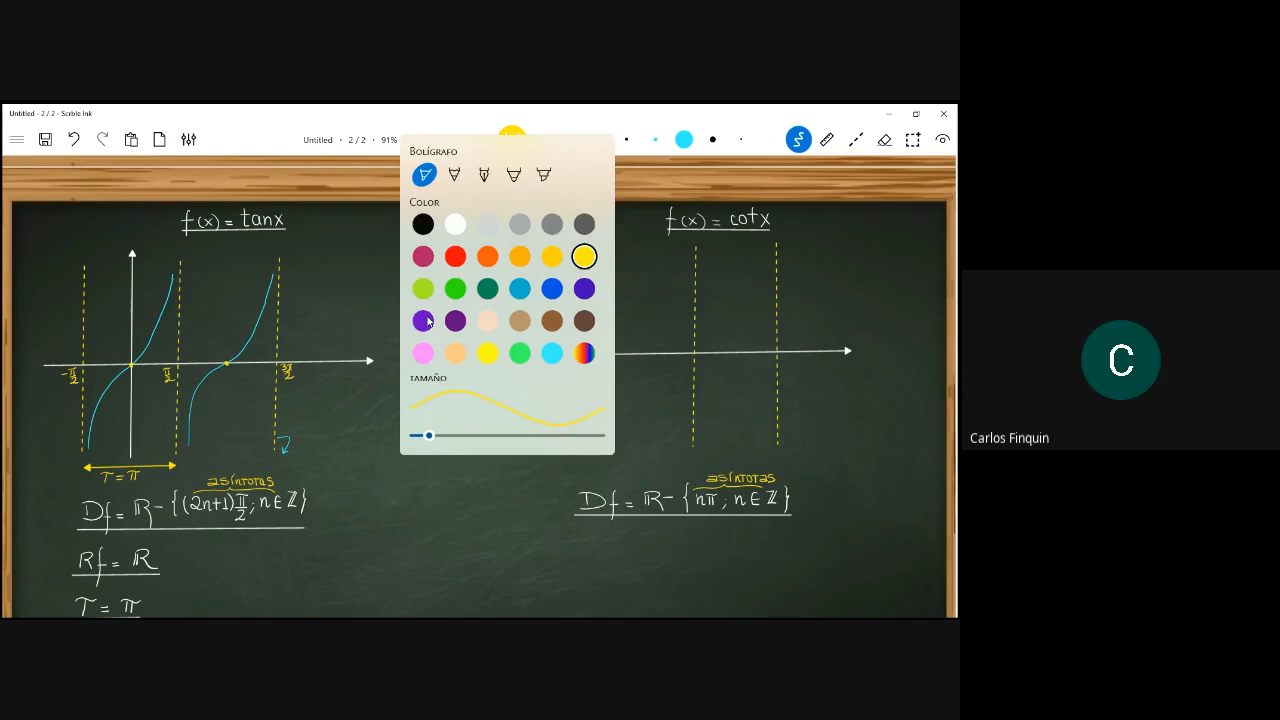 Untitled - 2 / 2 - Scrble Ink
Untitled · 2 / 2 · 91%
BOLÍGRAFO
COLOR
TAMAÑO
f(x) = tanx
-π/2
π/2
3π/2
T = π
asíntotas
Df = ℝ - {(2n+1)π/2; n ∈ ℤ}
Rf = ℝ
T = π
f(x) = cotx
asíntotas
Df = ℝ - {nπ; n ∈ ℤ}
C
Carlos Finquin